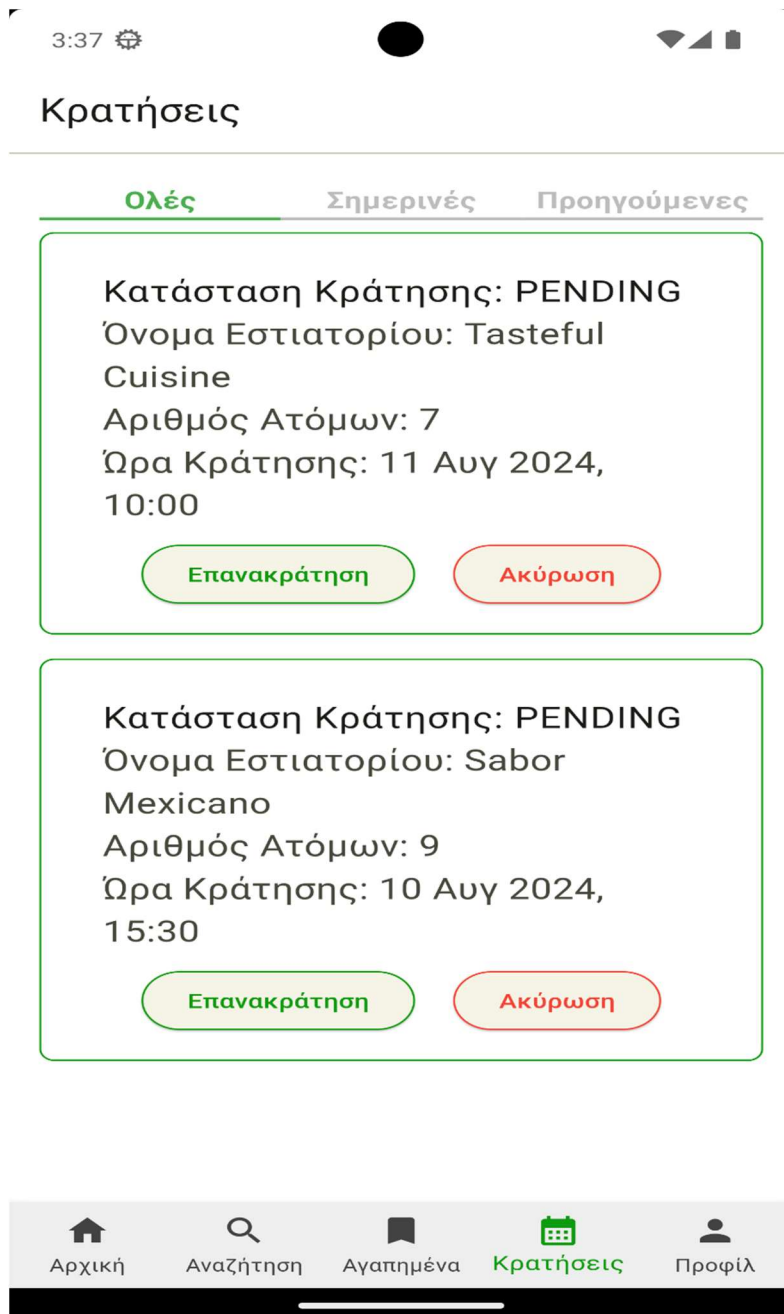 3:37
Κρατήσεις
Ολές Σημερινές Προηγούμενες
Κατάσταση Κράτησης: PENDING
Όνομα Εστιατορίου: Tasteful
Cuisine
Αριθμός Ατόμων: 7
Ώρα Κράτησης: 11 Αυγ 2024,
10:00
Επανακράτηση Ακύρωση
Κατάσταση Κράτησης: PENDING
Όνομα Εστιατορίου: Sabor
Mexicano
Αριθμός Ατόμων: 9
Ώρα Κράτησης: 10 Αυγ 2024,
15:30
Επανακράτηση Ακύρωση
Αρχική Αναζήτηση Αγαπημένα Κρατήσεις Προφίλ